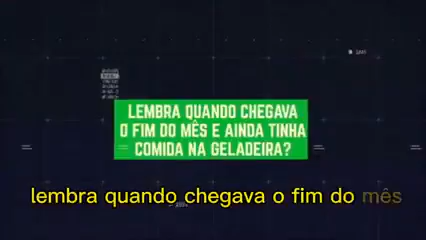 LEMBRA QUANDO CHEGAVA
O FIM DO MÊS E AINDA TINHA
COMIDA NA GELADEIRA?
lembra quando chegava o fim do mês